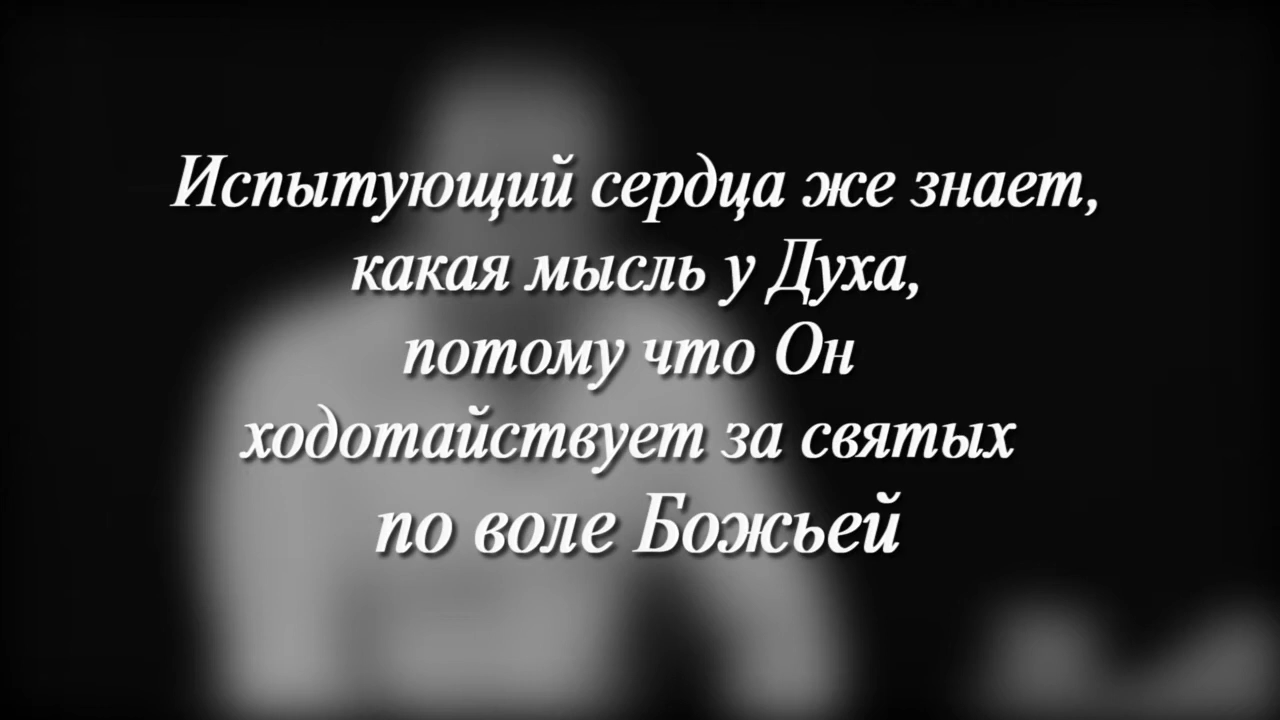 Испытующий сердца же знает,
какая мысль у Духа,
потому что Он
ходотайствует за святых
по воле Божьей